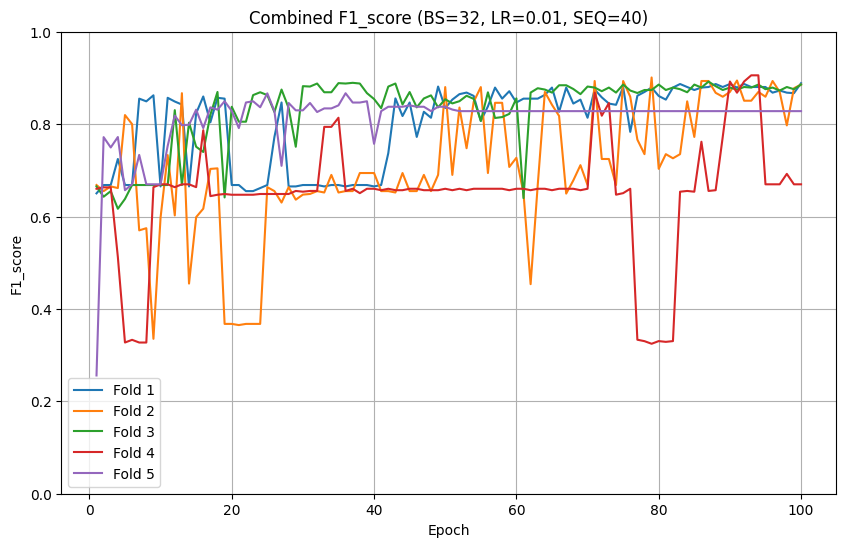 Combined F1_score (BS=32, LR=0.01, SEQ=40)
1.0
0.8
0.6
0.4
0.2
0.0
F1_score
Fold 1
Fold 2
Fold 3
Fold 4
Fold 5
0 20 40 60 80 100
Epoch